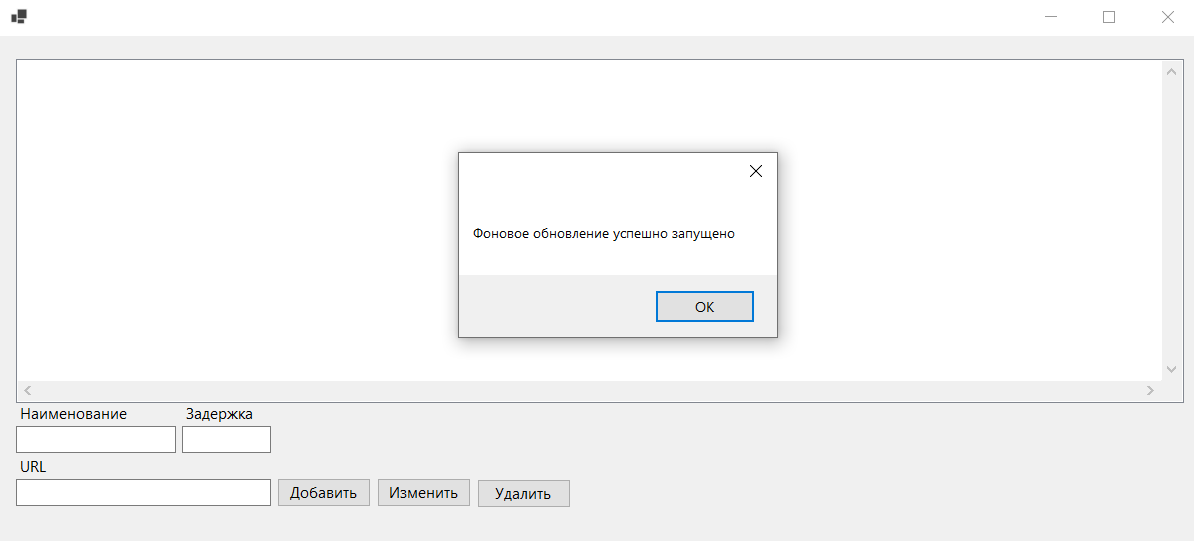 Фоновое обновление успешно запущено
OK
Наименование Задержка
URL
Добавить Изменить Удалить